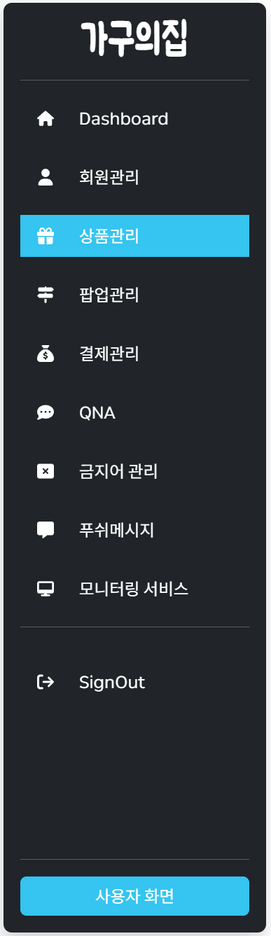 가구의집
Dashboard
회원관리
상품관리
팝업관리
결제관리
QNA
금지어 관리
푸쉬메시지
모니터링 서비스
SignOut
사용자 화면